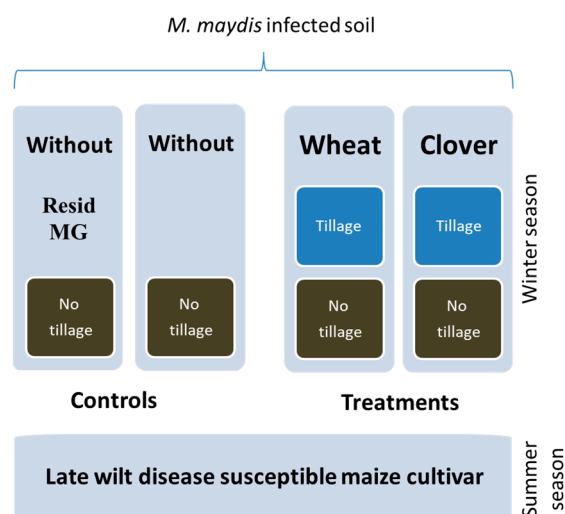 M. maydis infected soil
Without
Without
Wheat
Clover
Resid
MG
Tillage
Tillage
No
tillage
No
tillage
No
tillage
No
tillage
Winter season
Controls
Treatments
Late wilt disease susceptible maize cultivar
Summer
season